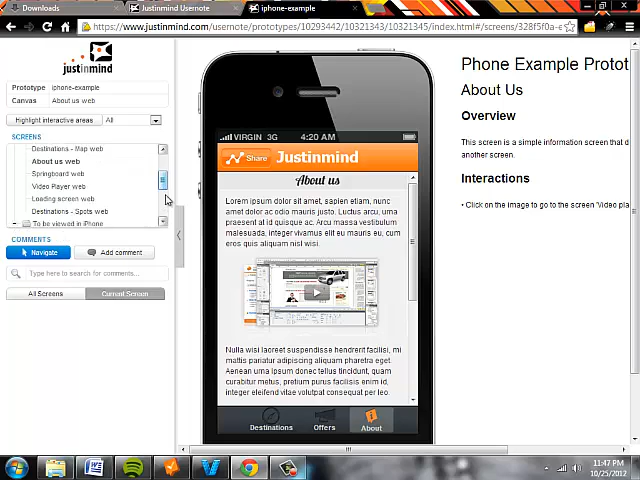 Downloads
Justinmind Usernote
iphone-example
https://www.justinmind.com/usernote/prototypes/10293442/10321343/10321345/index.html#/screens/328f5f0a-e
justinmind
Prototype iphone-example
Canvas About us web
Highlight interactive areas All
SCREENS
Destinations - Map web
About us web
Springboard web
Video Player web
Loading screen web
Destinations - Spots web
To be viewed in iPhone
COMMENTS
Navigate Add comment
Type here to search for comments...
All Screens Current Screen
VIRGIN 3G 4:20 AM
Share Justinmind
About us
Lorem ipsum dolor sit amet, sapien etiam, nunc
amet dolor ac odio mauris justo. Luctus arcu, urna
praesent at id quisque ac. Arcu massa vestibulum
malesuada, integer vivamus elit eu mauris eu, cum
eros quis aliquam nisl wisi.
Nulla wisi laoreet suspendisse hendrerit facilisi, mi
mattis pariatur adipiscing aliquam pharetra eget.
Aenean urna dolor sed tellus tincidunt, quam
curabitur metus, pretium purus facilisis enim id,
integer eleifend vitae volutpat consequat per leo.
Destinations Offers About
Phone Example Protot
About Us
Overview
This screen is a simple information screen that d
another screen.
Interactions
• Click on the image to go to the screen 'Video pla
11:47 PM
10/25/2012